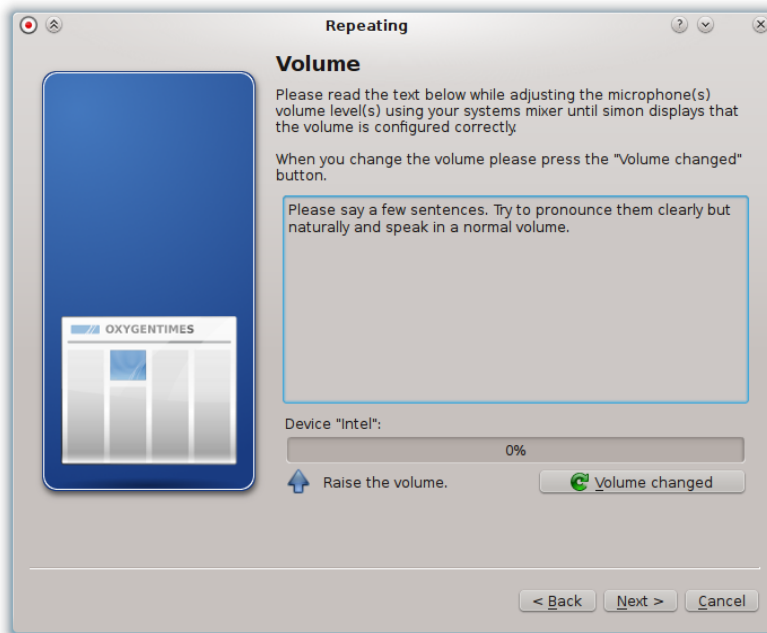 Repeating
Volume
Please read the text below while adjusting the microphone(s)
volume level(s) using your systems mixer until simon displays that
the volume is configured correctly.
When you change the volume please press the "Volume changed"
button.
Please say a few sentences. Try to pronounce them clearly but
naturally and speak in a normal volume.
OXYGENTIMES
Device "Intel":
0%
Raise the volume.
Volume changed
< Back
Next >
Cancel